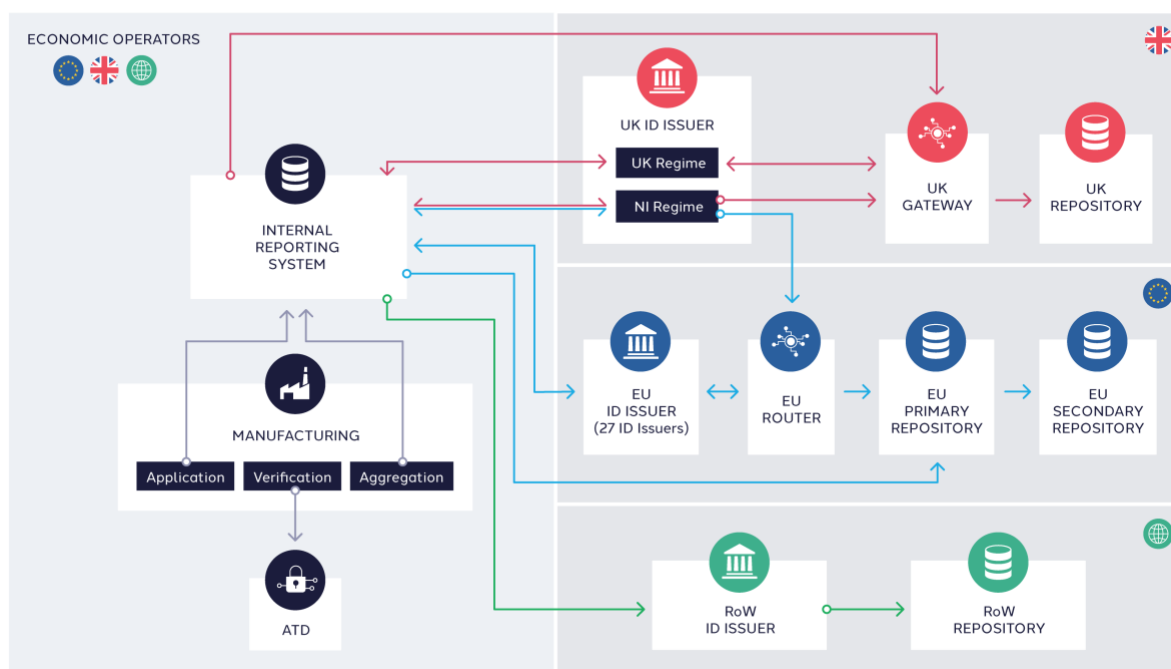 ECONOMIC OPERATORS
UK ID ISSUER
UK Regime
NI Regime
UK
GATEWAY
UK
REPOSITORY
INTERNAL
REPORTING
SYSTEM
EU
ID ISSUER
(27 ID Issuers)
EU
ROUTER
EU
PRIMARY
REPOSITORY
EU
SECONDARY
REPOSITORY
MANUFACTURING
Application
Verification
Aggregation
ATD
RoW
ID ISSUER
RoW
REPOSITORY